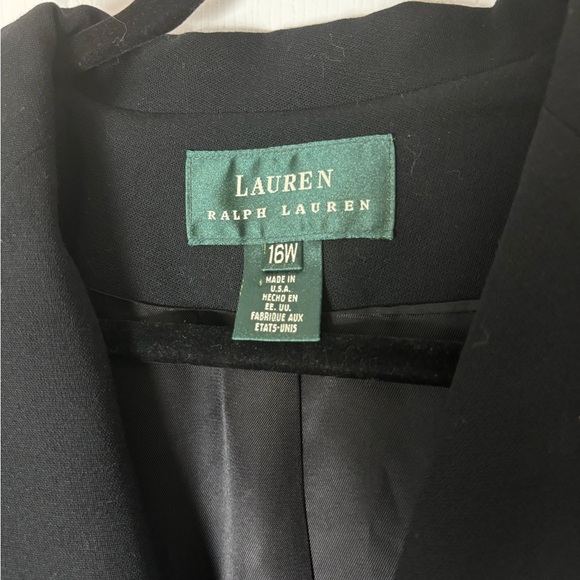 LAUREN
RALPH LAUREN
16W
MADE IN
U.S.A.
HECHO EN
EE. UU.
FABRIQUE AUX
ETATS-UNIS